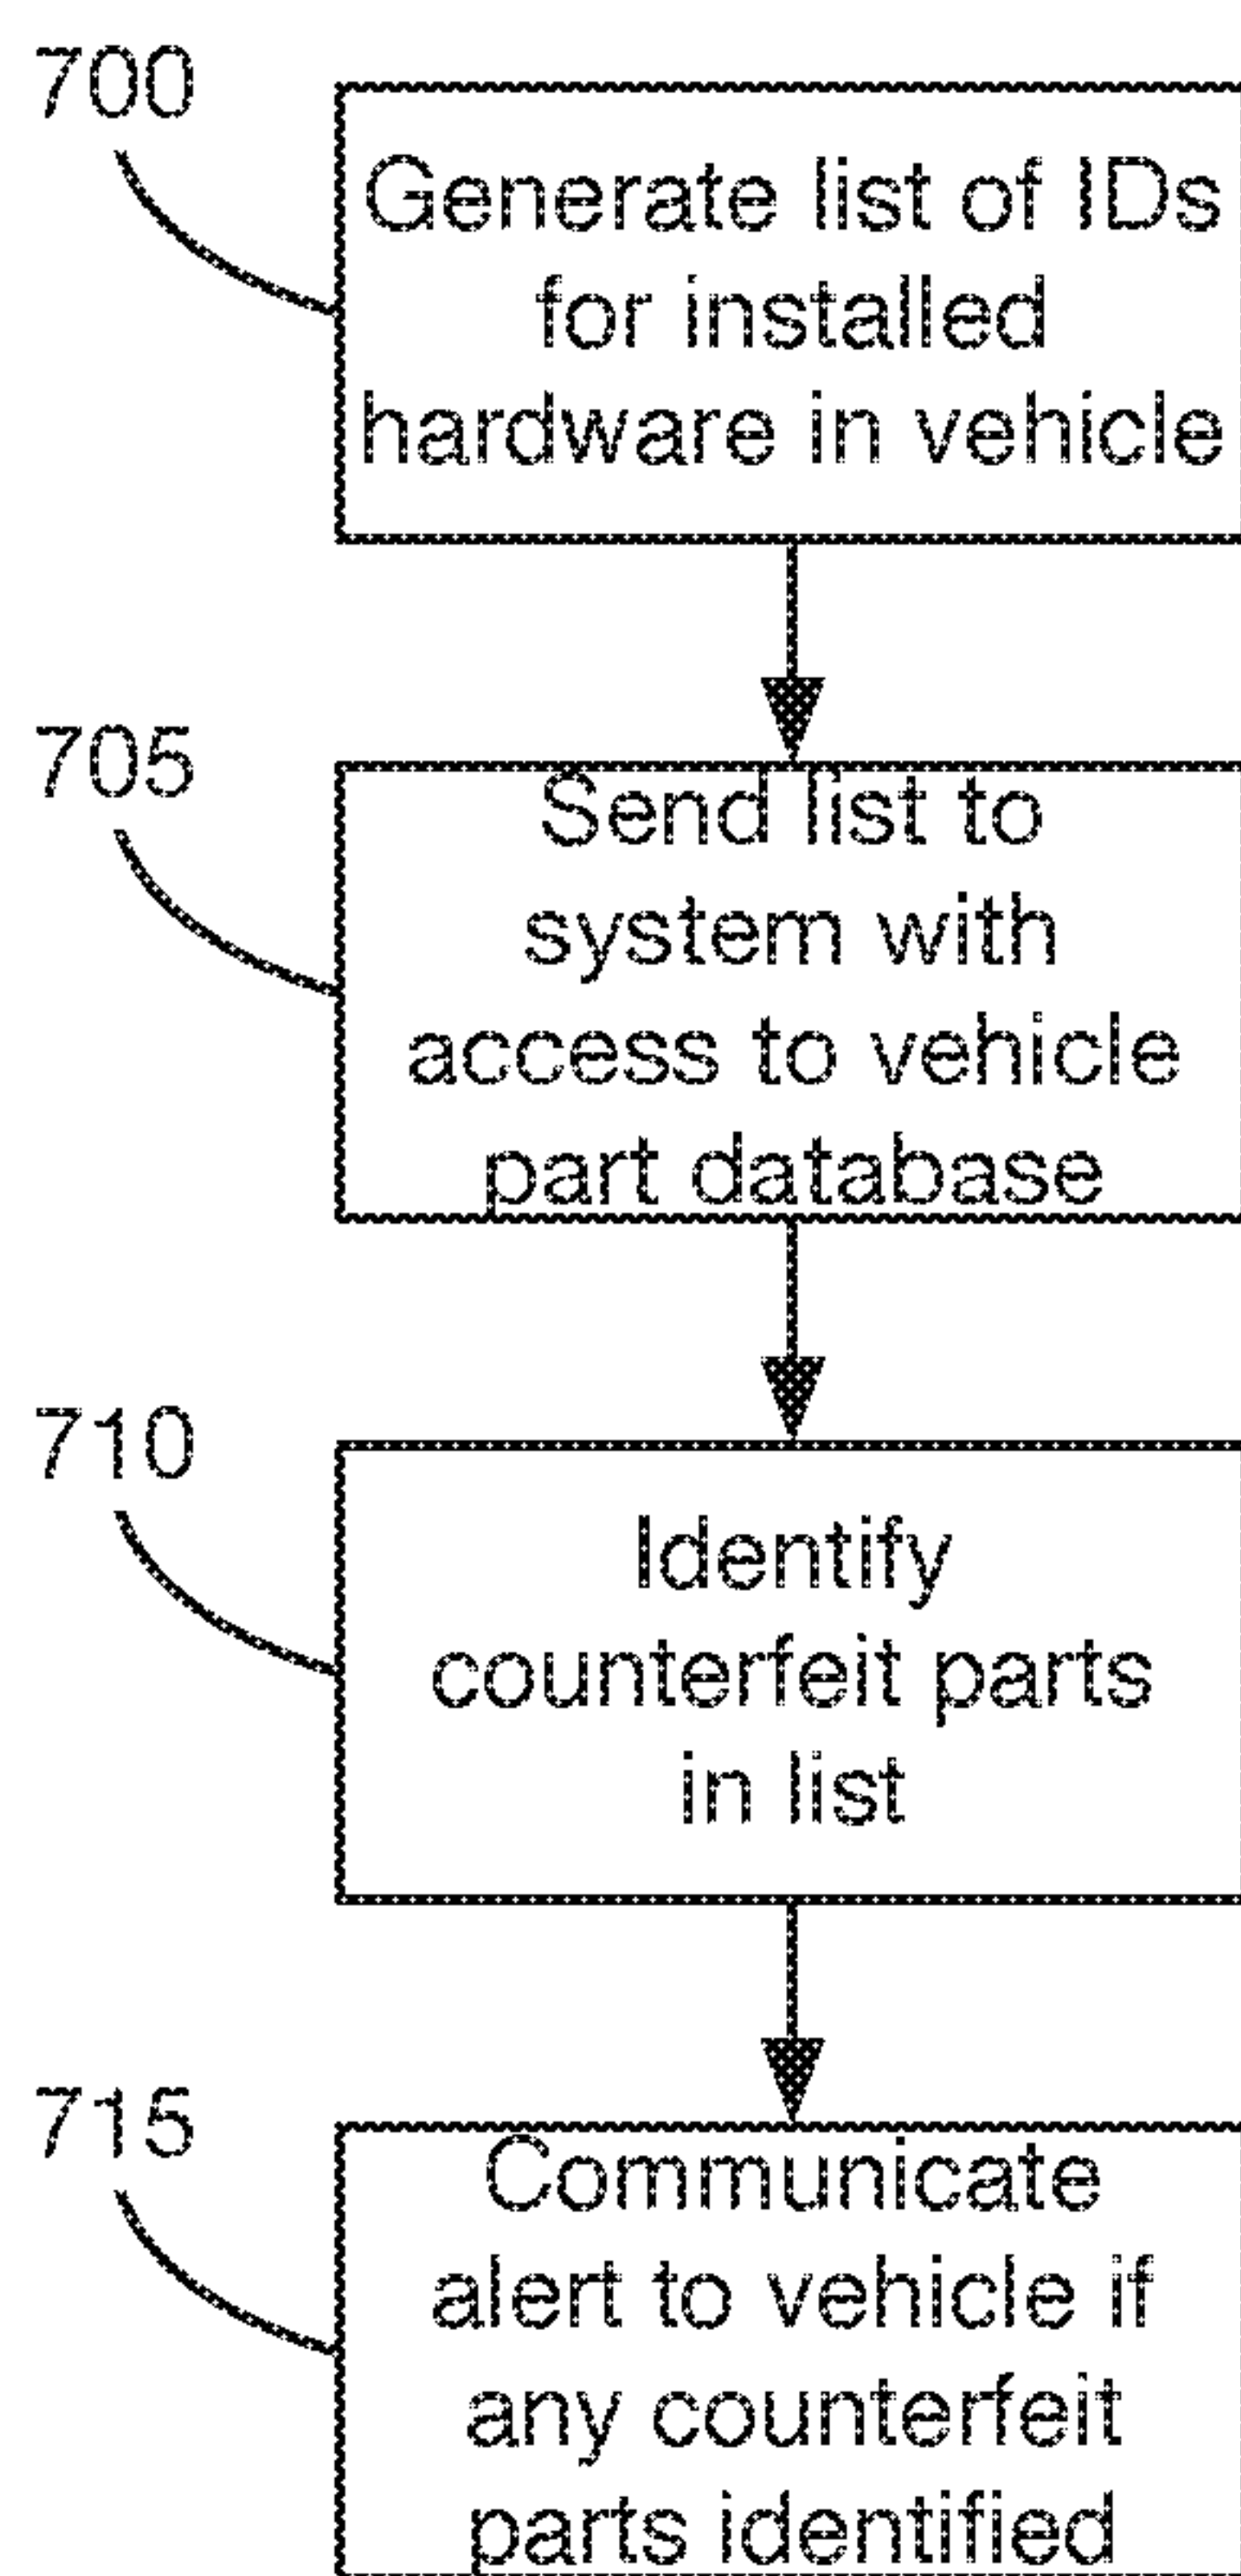 700
Generate list of IDs
for installed
hardware in vehicle
705
Send list to
system with
access to vehicle
part database
710
Identify
counterfeit parts
in list
715
Communicate
alert to vehicle if
any counterfeit
parts identified